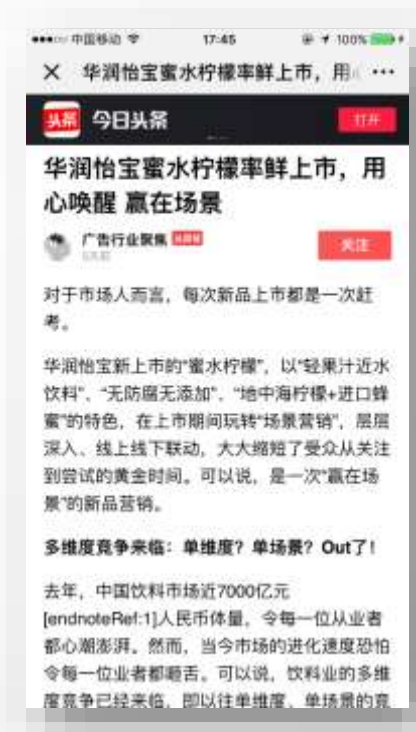 中国移动
17:45
100%
华润怡宝蜜水柠檬率鲜上市，用
头条 今日头条
打开
华润怡宝蜜水柠檬率鲜上市，用
心唤醒 赢在场景
广告行业聚焦
关注
对于市场人而言，每次新品上市都是一次赶
考。
华润怡宝新上市的“蜜水柠檬”，以“轻果汁近水
饮料”、“无防腐无添加”、“地中海柠檬+进口蜂
蜜”的特色，在上市期间玩转“场景营销”，层层
深入、线上线下联动，大大缩短了受众从关注
到尝试的黄金时间。可以说，是一次“赢在场
景”的新品营销。
多维度竞争来临：单维度？单场景？Out了！
去年，中国饮料市场近7000亿元
[endnoteRef:1]人民币体量，令每一位从业者
都心潮澎湃。然而，当今市场的进化速度恐怕
令每一位业者都咂舌。可以说，饮料业的多维
度竞争已经来临，即以往单维度、单场景的竞